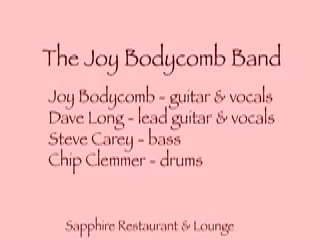 The Joy Bodycomb Band
Joy Bodycomb - guitar & vocals
Dave Long - lead guitar & vocals
Steve Carey - bass
Chip Clemmer - drums
Sapphire Restaurant & Lounge